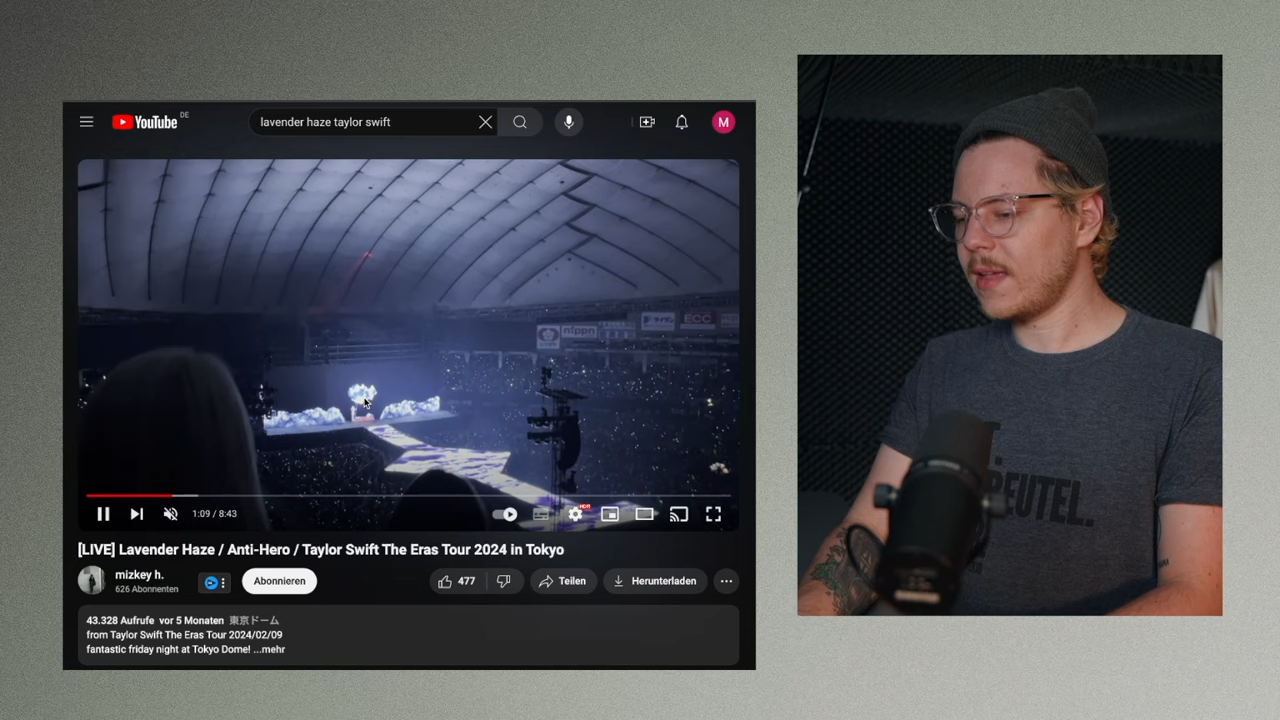 YouTube DE
lavender haze taylor swift
M
nfppn
ECC
HDR
1:09 / 8:43
[LIVE] Lavender Haze / Anti-Hero / Taylor Swift The Eras Tour 2024 in Tokyo
mizkey h.
626 Abonnenten
Abonnieren
477
Teilen
Herunterladen
43.328 Aufrufe vor 5 Monaten 東京ドーム
from Taylor Swift The Eras Tour 2024/02/09
fantastic friday night at Tokyo Dome! ...mehr
T.
BEUTEL.